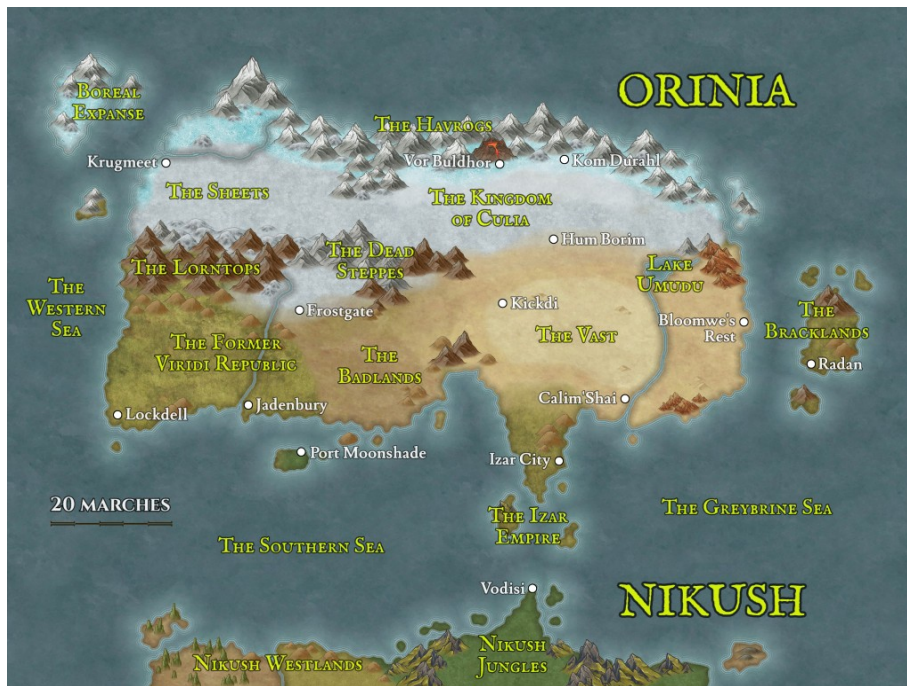 ORINIA
BOREAL
EXPANSE
THE HAVROGS
Krugmeet
Vor Buldhor
Kom Durahl
THE SHEETS
THE KINGDOM
OF CULIA
Hum Borim
THE LORNTOPS
THE DEAD
STEPPES
LAKE
UMUDU
THE
WESTERN
SEA
Frostgate
Kickdi
THE
BRACKLANDS
Bloomwe's
Rest
THE FORMER
VIRIDI REPUBLIC
THE VAST
THE
BADLANDS
Radan
Lockdell
Jadenbury
Calim'Shai
Port Moonshade
Izar City
20 MARCHES
THE IZAR
EMPIRE
THE GREYBRINE SEA
THE SOUTHERN SEA
Vodisi
NIKUSH
NIKUSH WESTLANDS
NIKUSH
JUNGLES